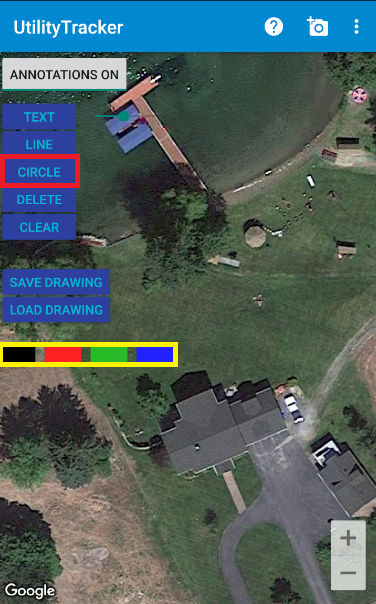 UtilityTracker
ANNOTATIONS ON
TEXT
LINE
CIRCLE
DELETE
CLEAR
SAVE DRAWING
LOAD DRAWING
Google